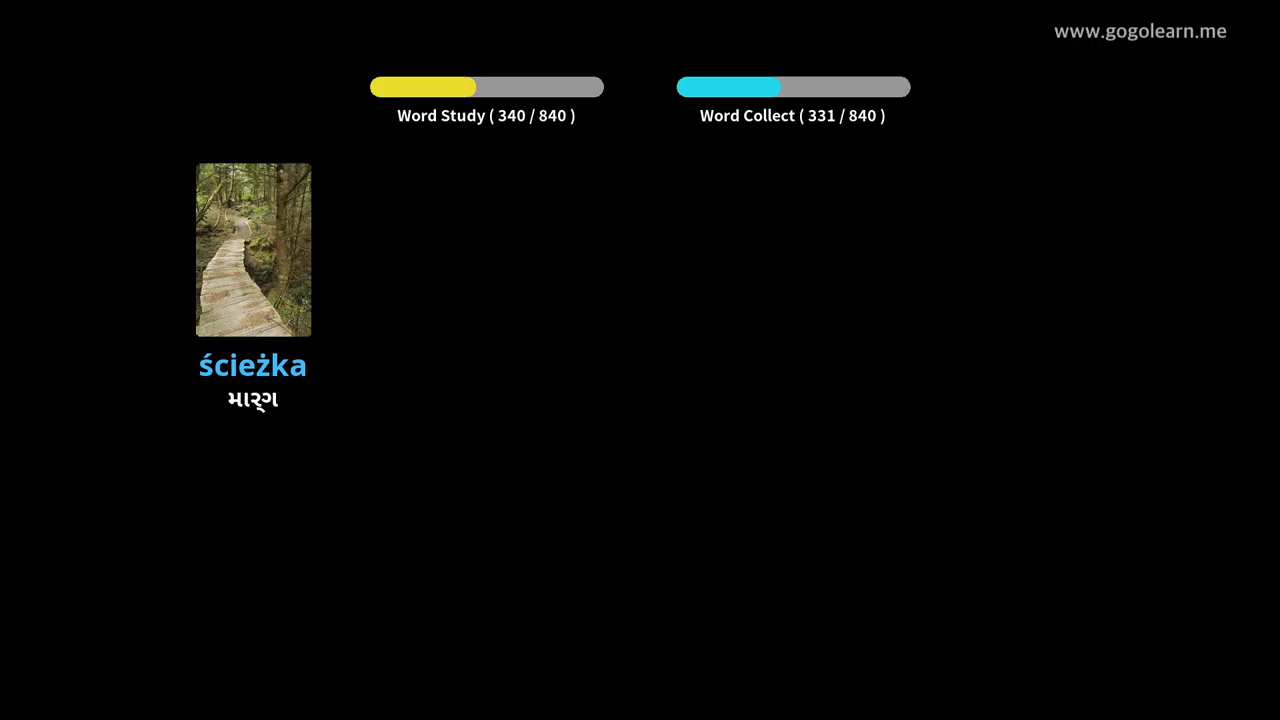 www.gogolearn.me
Word Study ( 340 / 840 )
Word Collect ( 331 / 840 )
ścieżka
માર્ગ